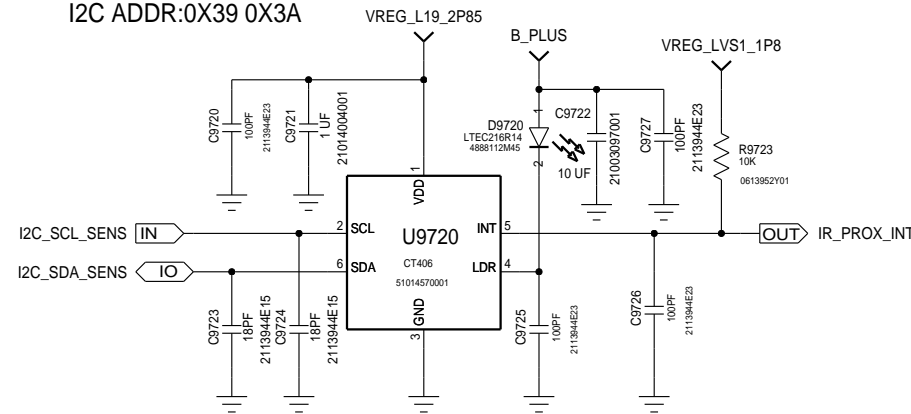 I2C ADDR:0X39 0X3A
VREG_L19_2P85
B_PLUS
VREG_LVS1_1P8
C9720
100PF
2113944E23
C9721
1 UF
21014004001
1
D9720
LTEC216R14
4888112M45
2
C9722
10 UF
21003097001
C9727
100PF
2113944E23
R9723
10K
0613952Y01
1
VDD
I2C_SCL_SENS IN
2 SCL
U9720
INT 5
OUT IR_PROX_INT
I2C_SDA_SENS IO
6 SDA
CT406
51014570001
LDR 4
GND
3
C9723
18PF
2113944E15
C9724
18PF
2113944E15
C9725
100PF
2113944E23
C9726
100PF
2113944E23